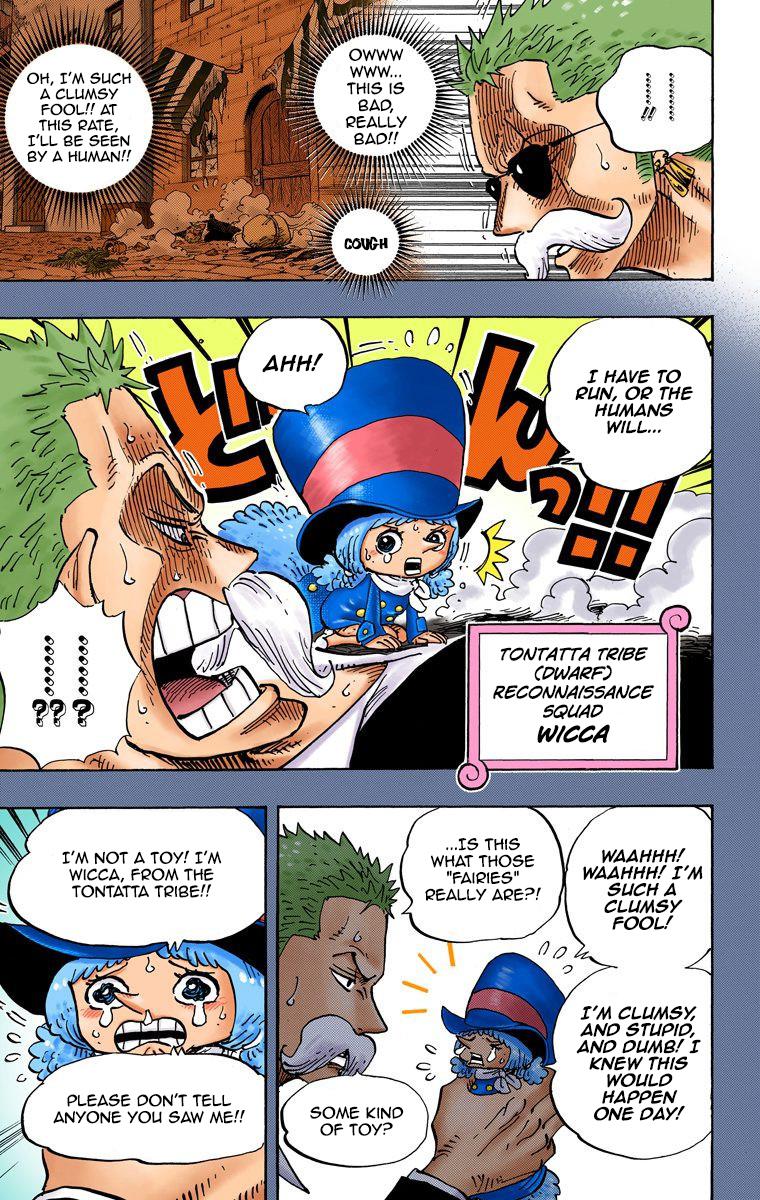 !!
OWWW
WWW...
THIS IS
BAD,
REALLY
BAD!!
OH, I'M SUCH
A CLUMSY
FOOL!! AT
THIS RATE,
I'LL BE SEEN
BY A HUMAN!!
COUGH
I HAVE TO
RUN, OR THE
HUMANS
WILL...
AHH!
TONTATTA TRIBE
(DWARF)
RECONNAISSANCE
SQUAD
WICCA
?? ?
WAAHHH!
WAAHHH! I'M
SUCH A
CLUMSY
FOOL!
...IS THIS
WHAT THOSE
"FAIRIES"
REALLY ARE?!
I'M CLUMSY,
AND STUPID,
AND DUMB! I
KNEW THIS
WOULD
HAPPEN
ONE DAY!
SOME KIND
OF TOY?
I'M NOT A TOY! I'M
WICCA, FROM THE
TONTATTA TRIBE!!
PLEASE DON'T TELL
ANYONE YOU SAW ME!!